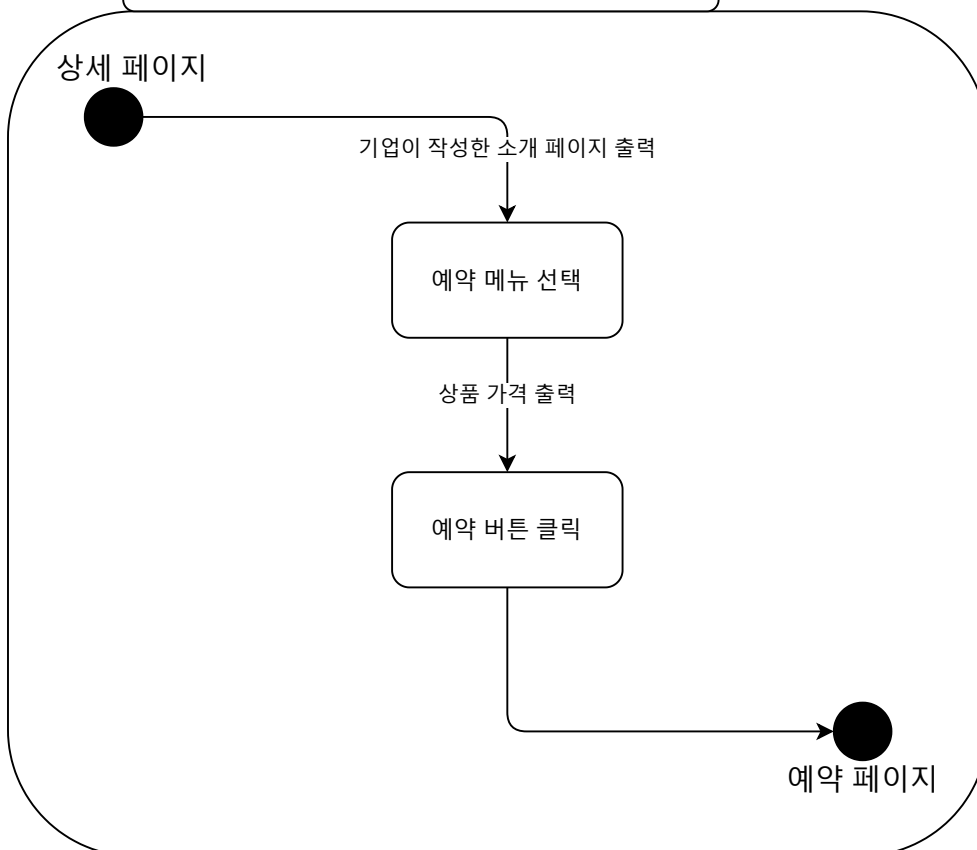 상세 페이지
기업이 작성한 소개 페이지 출력
예약 메뉴 선택
상품 가격 출력
예약 버튼 클릭
예약 페이지